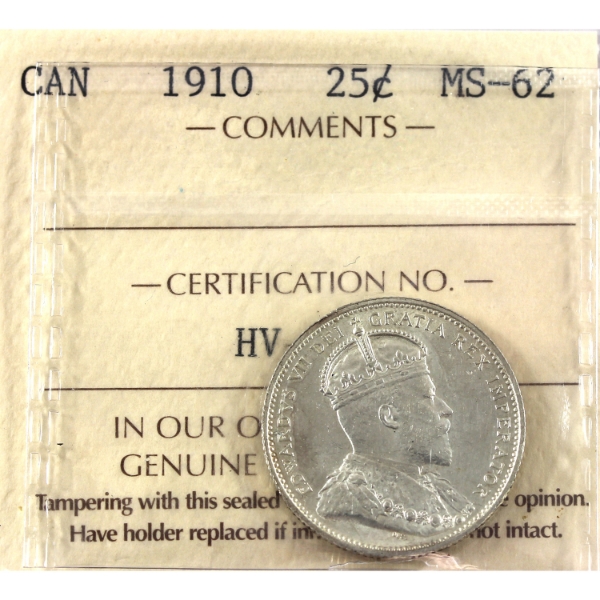 CAN 1910 25¢ MS-62
— COMMENTS —
— CERTIFICATION NO. —
HV
EDWARDVS VII DEI GRATIA REX IMPERATOR
IN OUR O
GENUINE
Tampering with this sealed opinion.
Have holder replaced if inn not intact.